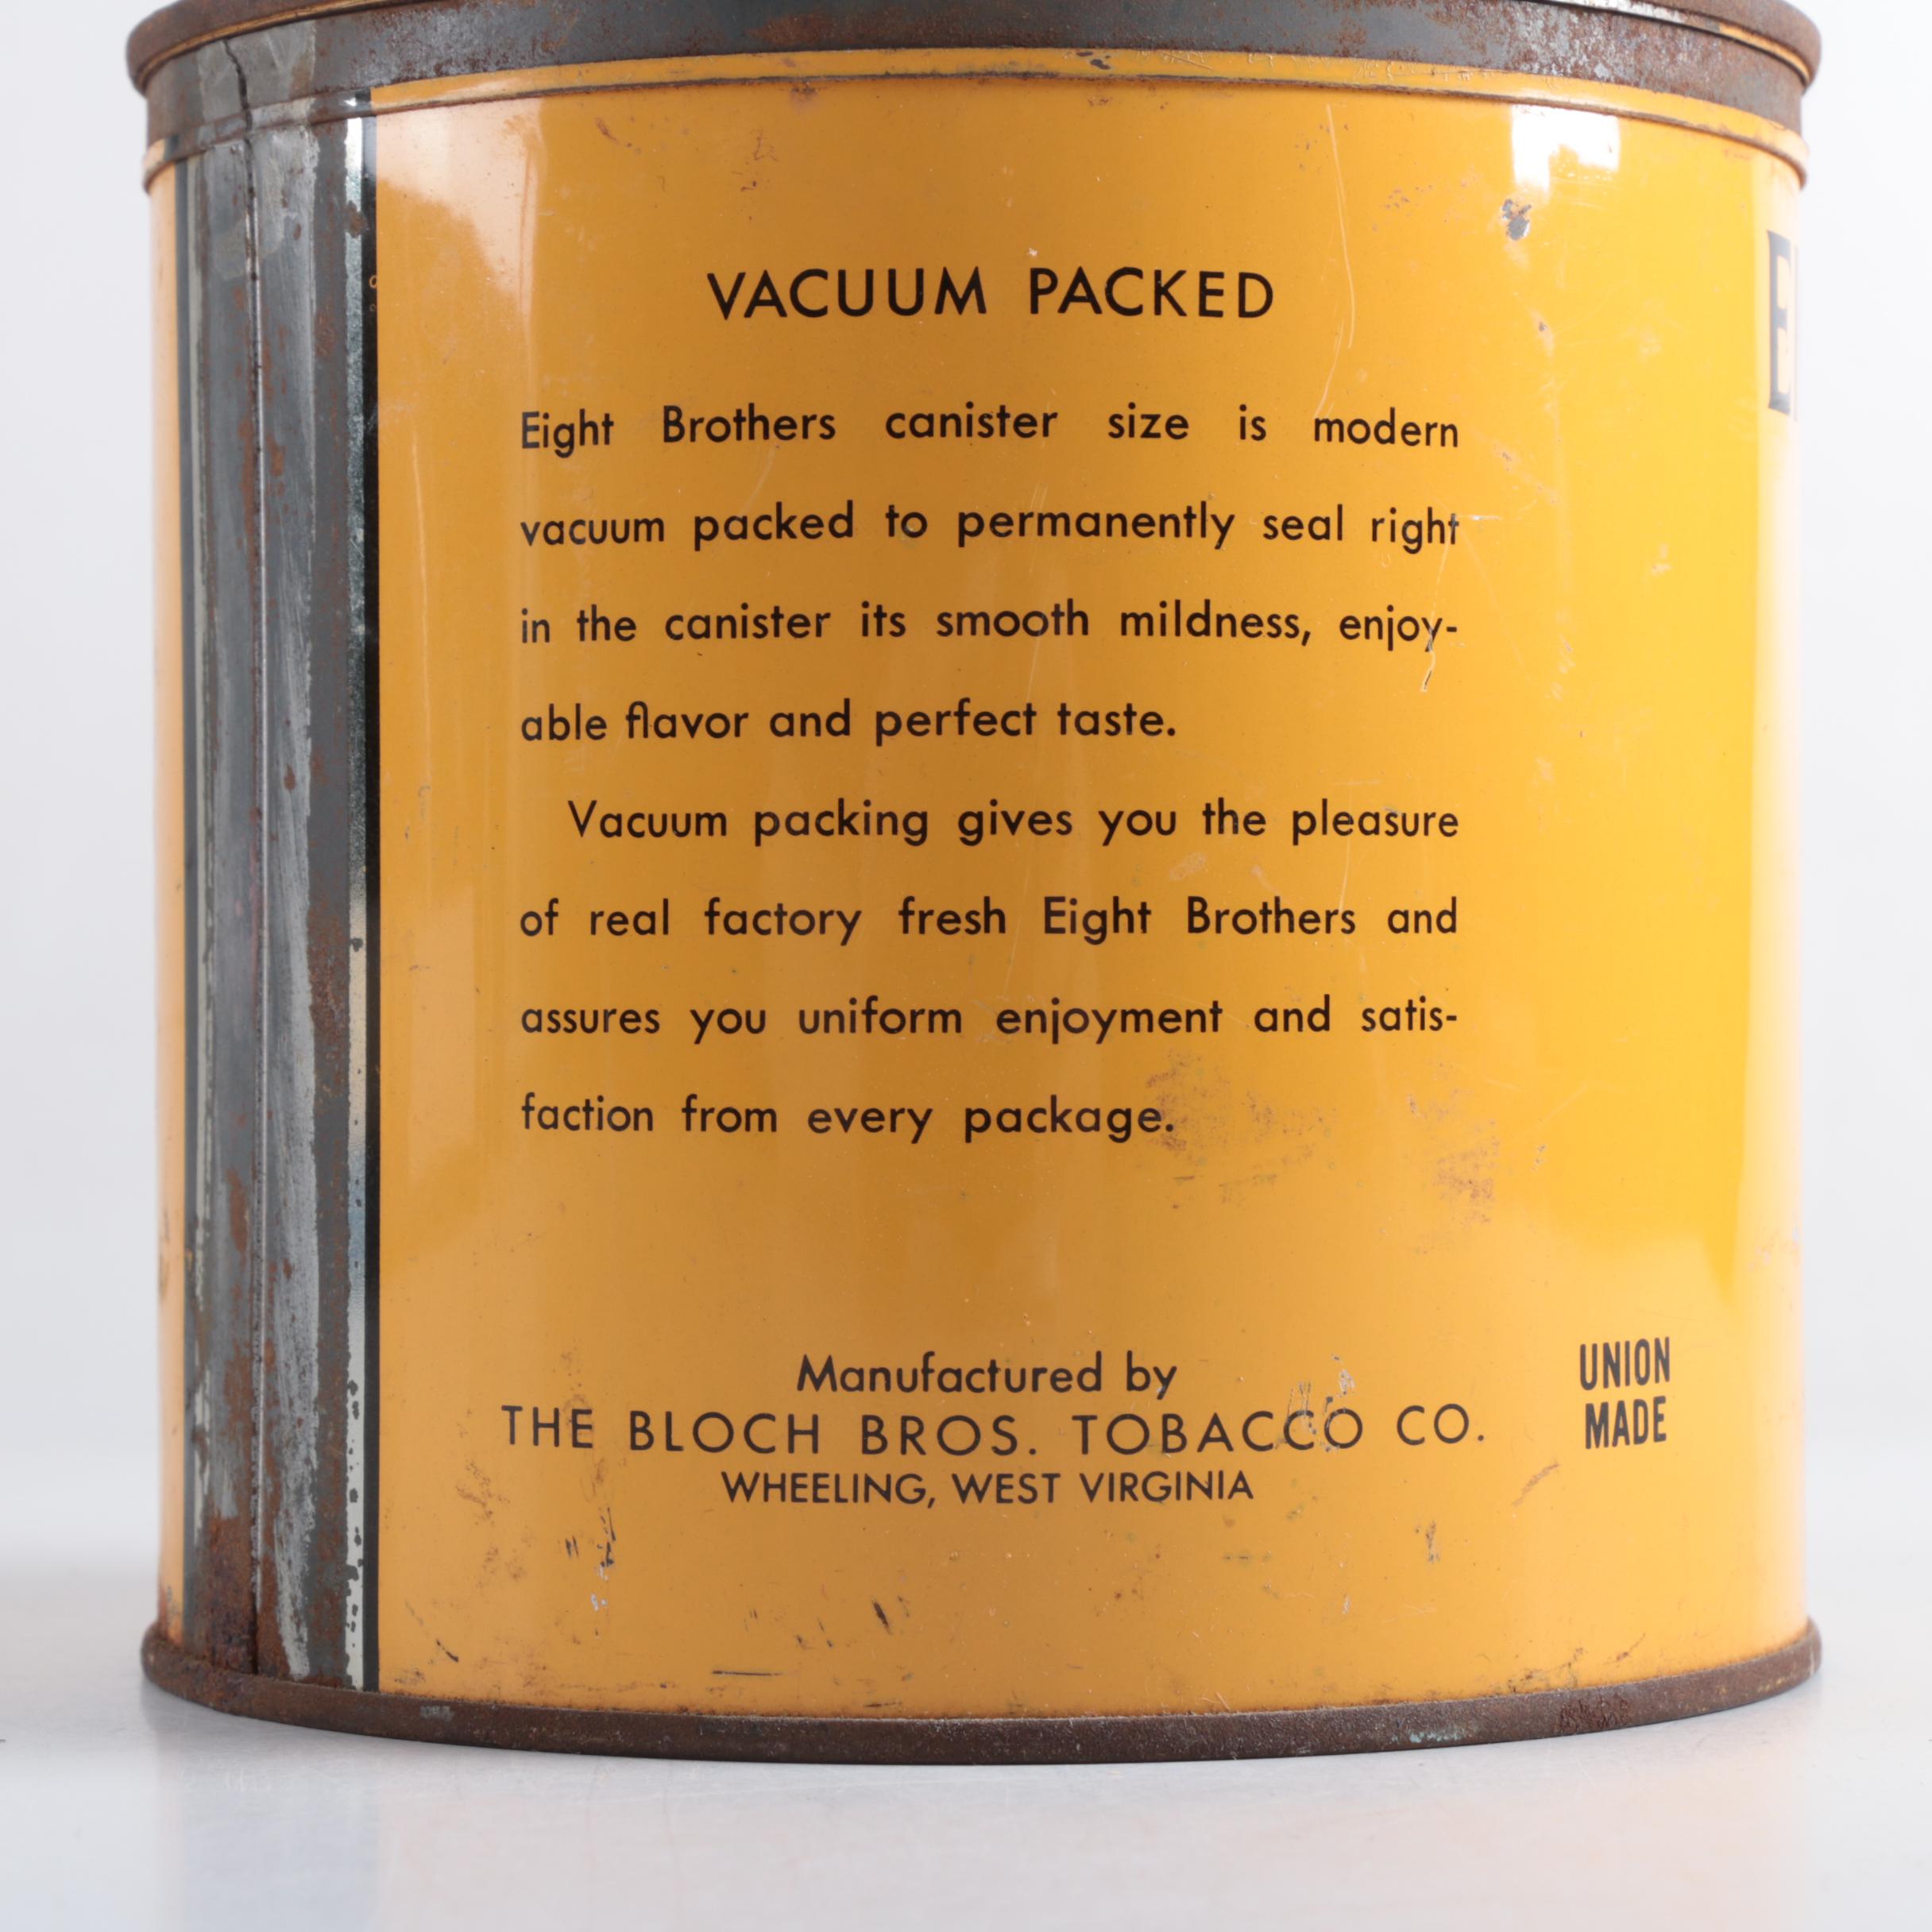 VACUUM PACKED
Eight Brothers canister size is modern
vacuum packed to permanently seal right
in the canister its smooth mildness, enjoy-
able flavor and perfect taste.
Vacuum packing gives you the pleasure
of real factory fresh Eight Brothers and
assures you uniform enjoyment and satis-
faction from every package.
Manufactured by
THE BLOCH BROS. TOBACCO CO.
WHEELING, WEST VIRGINIA
UNION
MADE